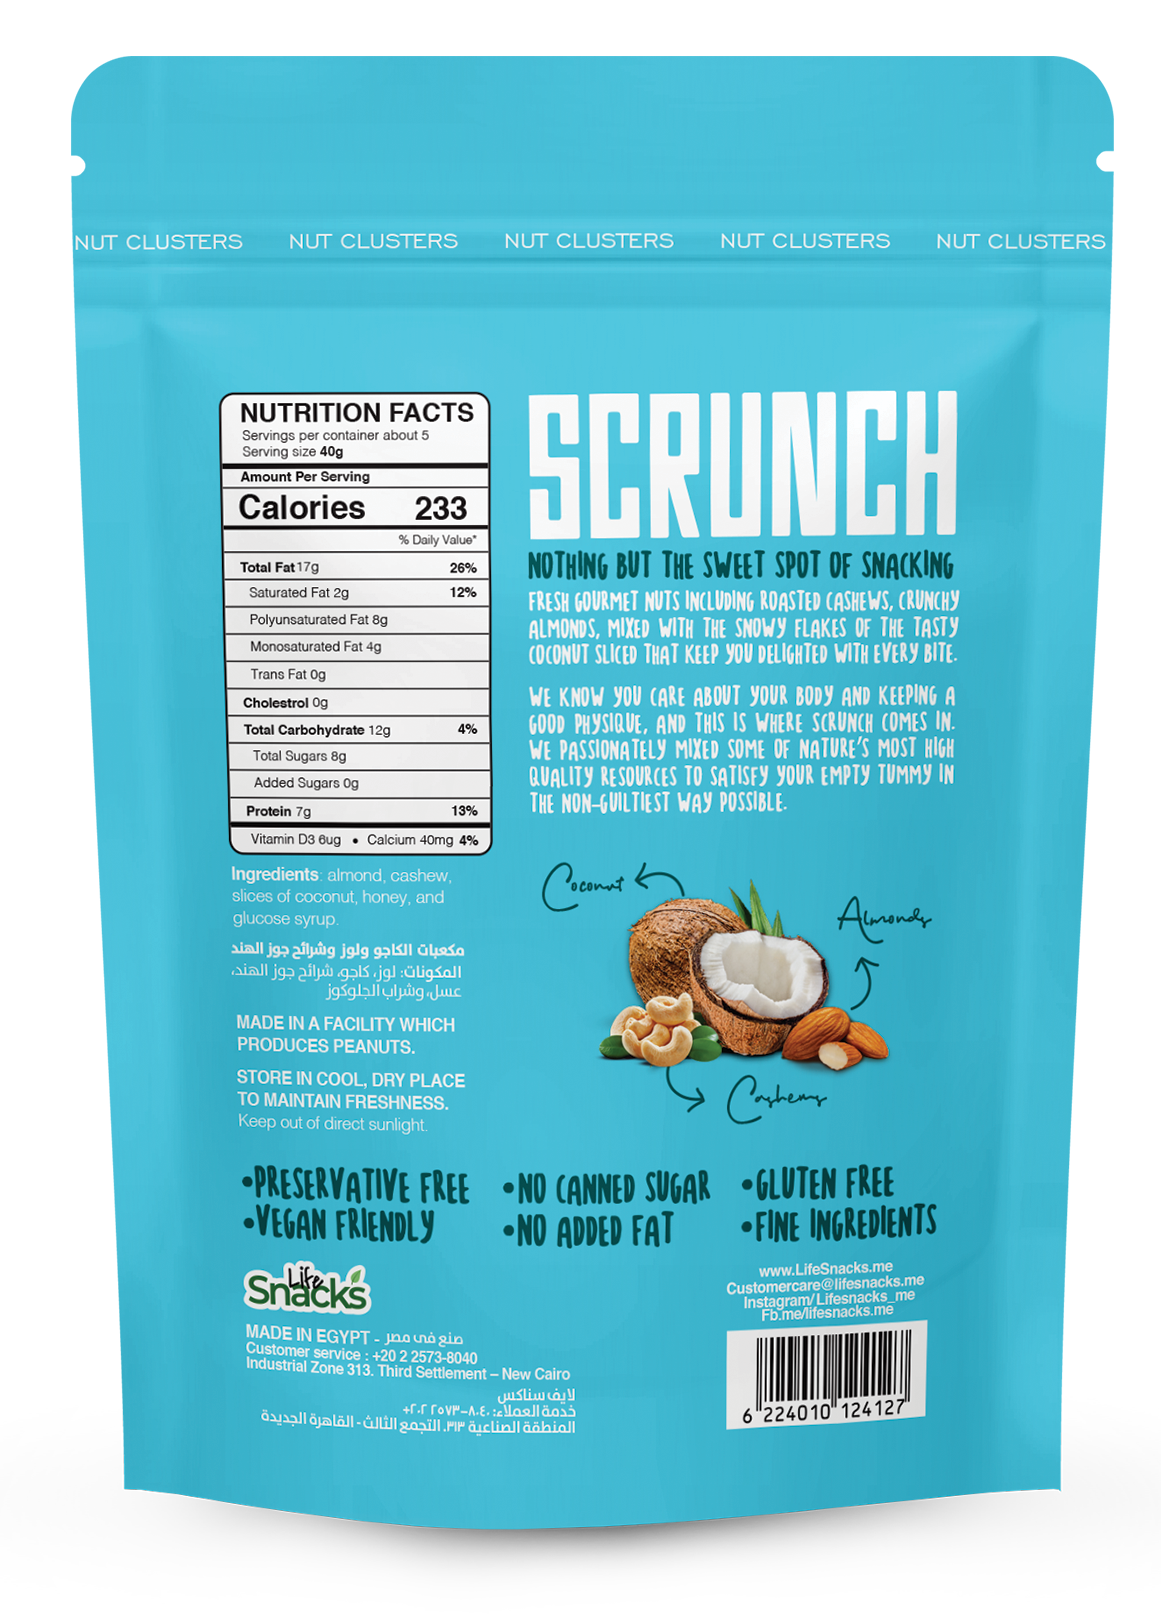 NUT CLUSTERS NUT CLUSTERS NUT CLUSTERS NUT CLUSTERS NUT CLUSTERS
NUTRITION FACTS
Servings per container about 5
Serving size 40g
Amount Per Serving
Calories 233
% Daily Value*
Total Fat 17g 26%
Saturated Fat 2g 12%
Polyunsaturated Fat 8g
Monosaturated Fat 4g
Trans Fat 0g
Cholestrol 0g
Total Carbohydrate 12g 4%
Total Sugars 8g
Added Sugars 0g
Protein 7g 13%
Vitamin D3 6ug • Calcium 40mg 4%
Ingredients: almond, cashew,
slices of coconut, honey, and
glucose syrup.
مكعبات الكاجو ولوز وشرائح جوز الهند
المكونات: لوز، كاجو، شرائح جوز الهند،
عسل، وشراب الجلوكوز
MADE IN A FACILITY WHICH
PRODUCES PEANUTS.
STORE IN COOL, DRY PLACE
TO MAINTAIN FRESHNESS.
Keep out of direct sunlight.
SCRUNCH
NOTHING BUT THE SWEET SPOT OF SNACKING
FRESH GOURMET NUTS INCLUDING ROASTED CASHEWS, CRUNCHY
ALMONDS, MIXED WITH THE SNOWY FLAKES OF THE TASTY
COCONUT SLICED THAT KEEP YOU DELIGHTED WITH EVERY BITE.
WE KNOW YOU CARE ABOUT YOUR BODY AND KEEPING A
GOOD PHYSIQUE, AND THIS IS WHERE SCRUNCH COMES IN.
WE PASSIONATELY MIXED SOME OF NATURE'S MOST HIGH
QUALITY RESOURCES TO SATISFY YOUR EMPTY TUMMY IN
THE NON-GUILTIEST WAY POSSIBLE.
Coconut
Almonds
Cashews
•PRESERVATIVE FREE
•VEGAN FRIENDLY
•NO CANNED SUGAR
•NO ADDED FAT
•GLUTEN FREE
•FINE INGREDIENTS
Life
Snacks
MADE IN EGYPT - صنع فى مصر
Customer service : +20 2 2573-8040
Industrial Zone 313. Third Settlement – New Cairo
لايف سناكس
خدمة العملاء: ٨٠٤٠-٢٥٧٣ ٢٠٢+
المنطقة الصناعية ٣١٣. التجمع الثالث - القاهرة الجديدة
www.LifeSnacks.me
Customercare@lifesnacks.me
Instagram/Lifesnacks_me
Fb.me/lifesnacks.me
6 224010 124127